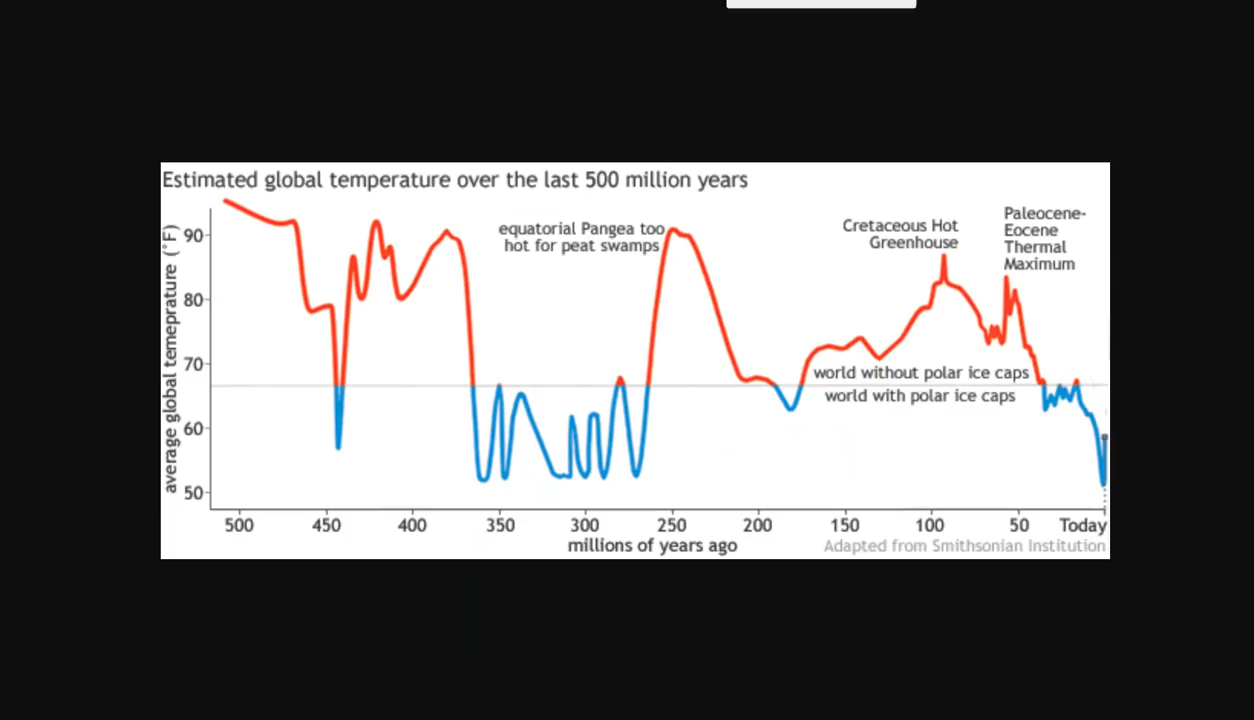 Estimated global temperature over the last 500 million years
average global temeprature (°F)
90
80
70
60
50
equatorial Pangea too
hot for peat swamps
Cretaceous Hot
Greenhouse
Paleocene-
Eocene
Thermal
Maximum
world without polar ice caps
world with polar ice caps
500 450 400 350 300 250 200 150 100 50 Today
millions of years ago
Adapted from Smithsonian Institution